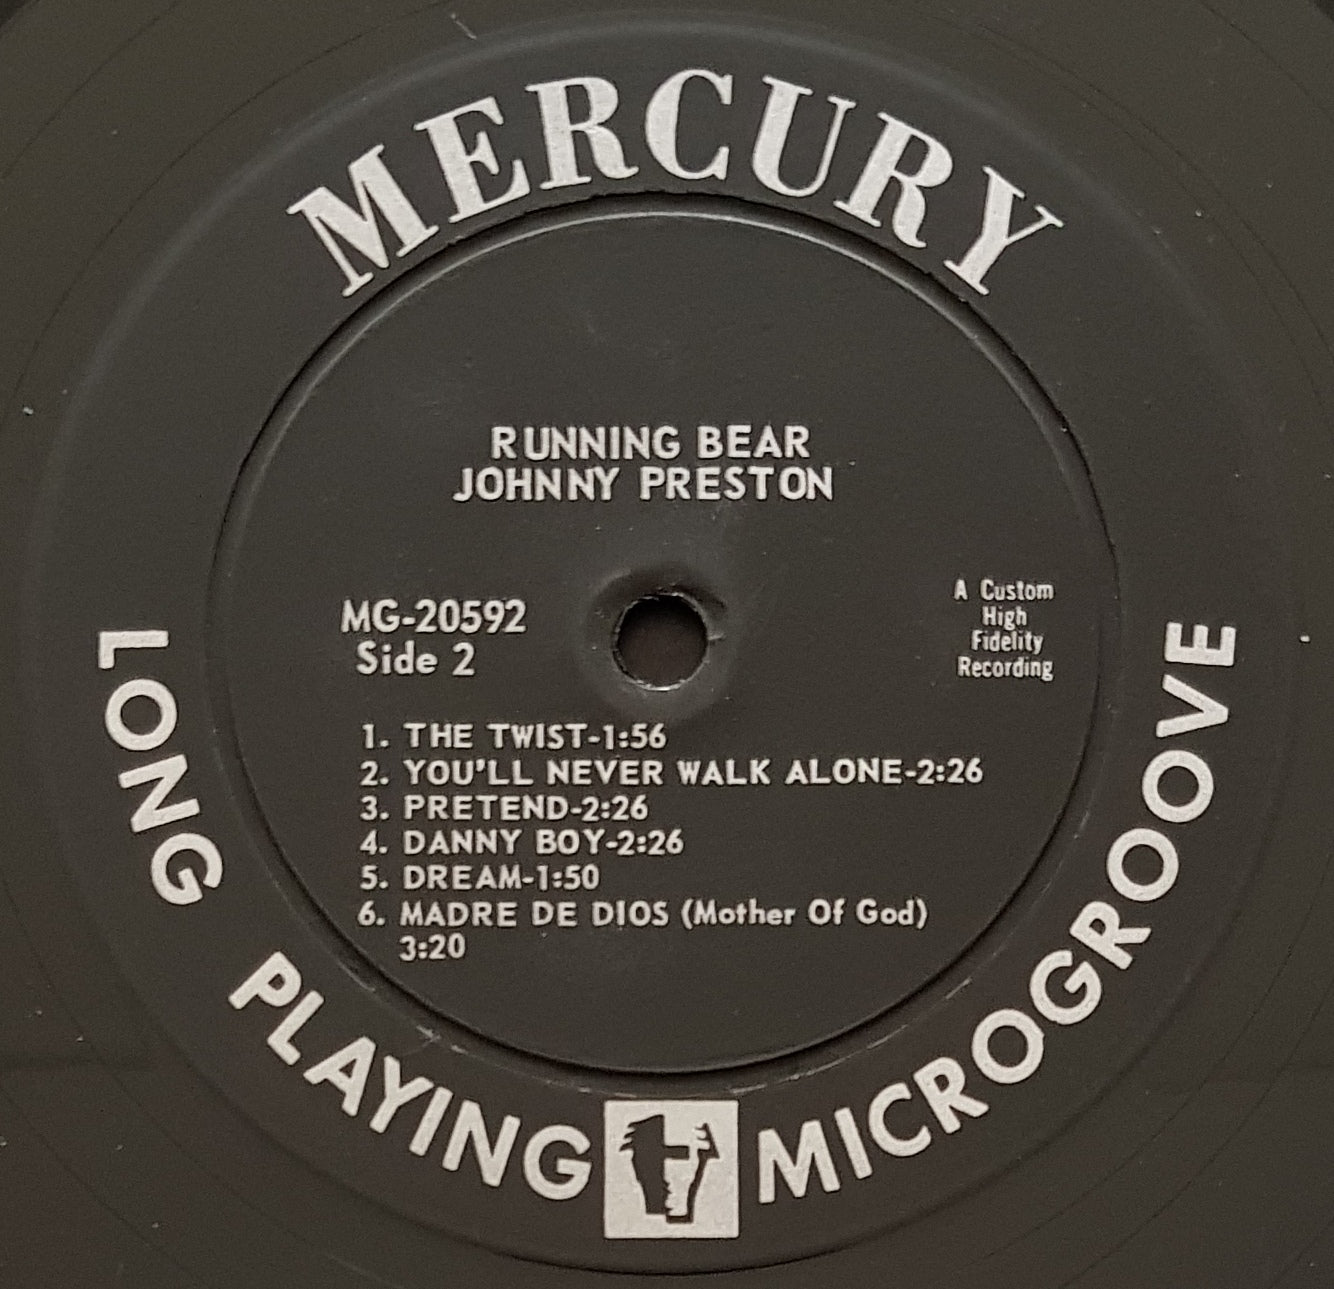 MERCURY
RUNNING BEAR
JOHNNY PRESTON
MG-20592
Side 2
A Custom
High
Fidelity
Recording
1. THE TWIST-1:56
2. YOU'LL NEVER WALK ALONE-2:26
3. PRETEND-2:26
4. DANNY BOY-2:26
5. DREAM-1:50
6. MADRE DE DIOS (Mother Of God)
3:20
LONG PLAYING MICROGROOVE